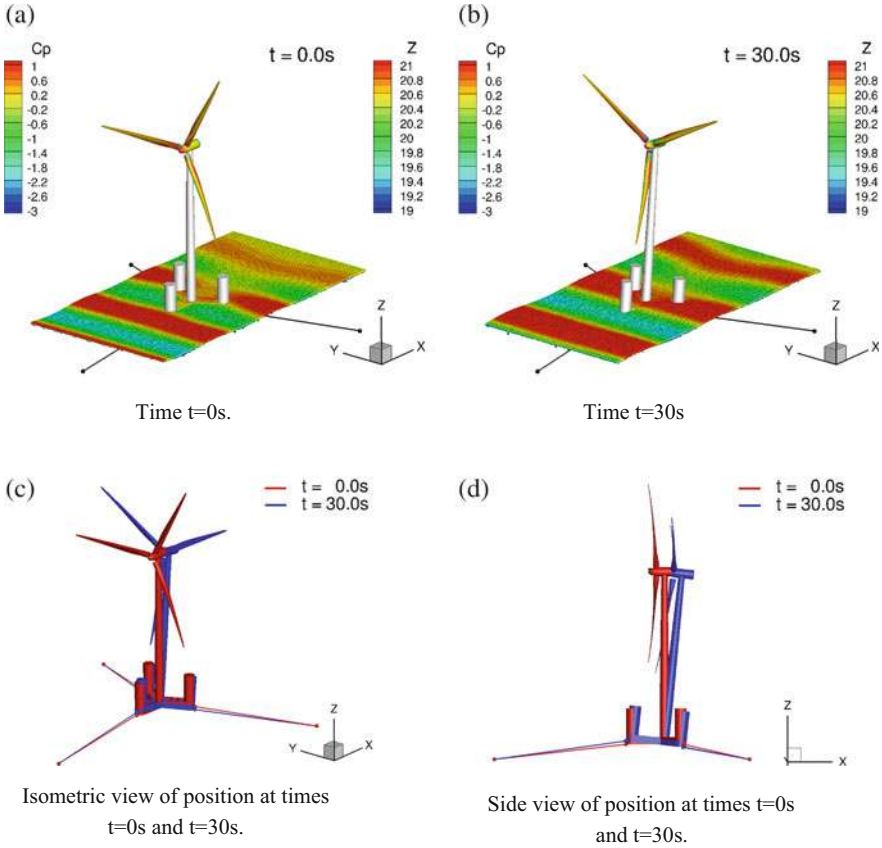 (a)
Cp
1
0.6
0.2
-0.2
-0.6
-1
-1.4
-1.8
-2.2
-2.6
-3
t = 0.0s
Z
21
20.8
20.6
20.4
20.2
20
19.8
19.6
19.4
19.2
19
Z
Y
X
Time t=0s.
(b)
Cp
1
0.6
0.2
-0.2
-0.6
-1
-1.4
-1.8
-2.2
-2.6
-3
t = 30.0s
Z
21
20.8
20.6
20.4
20.2
20
19.8
19.6
19.4
19.2
19
Z
Y
X
Time t=30s
(c)
t = 0.0s
t = 30.0s
Z
Y
X
Isometric view of position at times
t=0s and t=30s.
(d)
t = 0.0s
t = 30.0s
Z
Y
X
Side view of position at times t=0s
and t=30s.